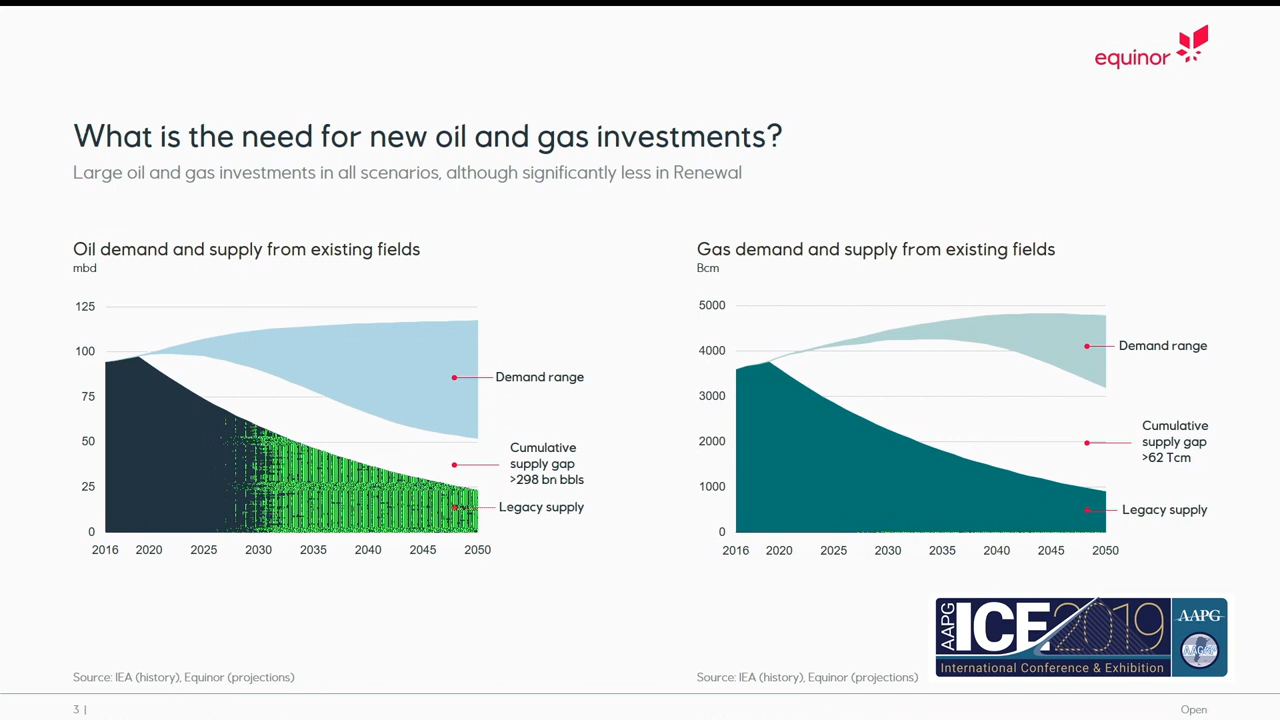 equinor
What is the need for new oil and gas investments?
Large oil and gas investments in all scenarios, although significantly less in Renewal
Oil demand and supply from existing fields
mbd
125
100
75
50
25
0
2016 2020 2025 2030 2035 2040 2045 2050
Demand range
Cumulative
supply gap
>298 bn bbls
Legacy supply
Source: IEA (history), Equinor (projections)
Gas demand and supply from existing fields
Bcm
5000
4000
3000
2000
1000
0
2016 2020 2025 2030 2035 2040 2045 2050
Demand range
Cumulative
supply gap
>62 Tcm
Legacy supply
Source: IEA (history), Equinor (projections)
AAPG
ICE 2019
International Conference & Exhibition
AAPG
3 |
Open